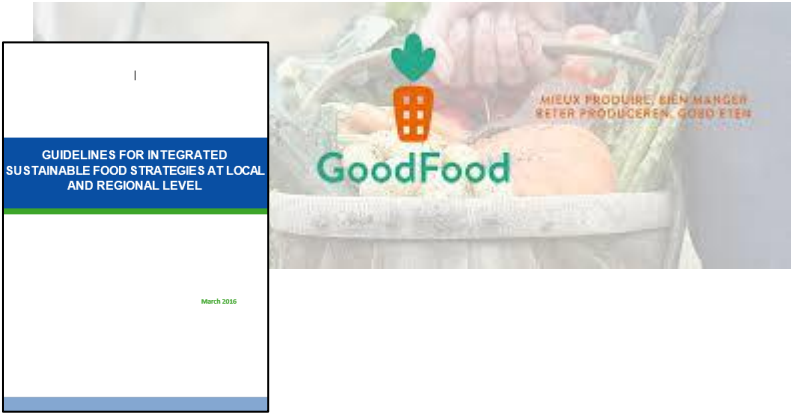 GUIDELINES FOR INTEGRATED
SUSTAINABLE FOOD STRATEGIES AT LOCAL
AND REGIONAL LEVEL
March 2016
GoodFood
MIEUX PRODUIRE, BIEN MANGER
BETER PRODUCEREN, GOED ETEN